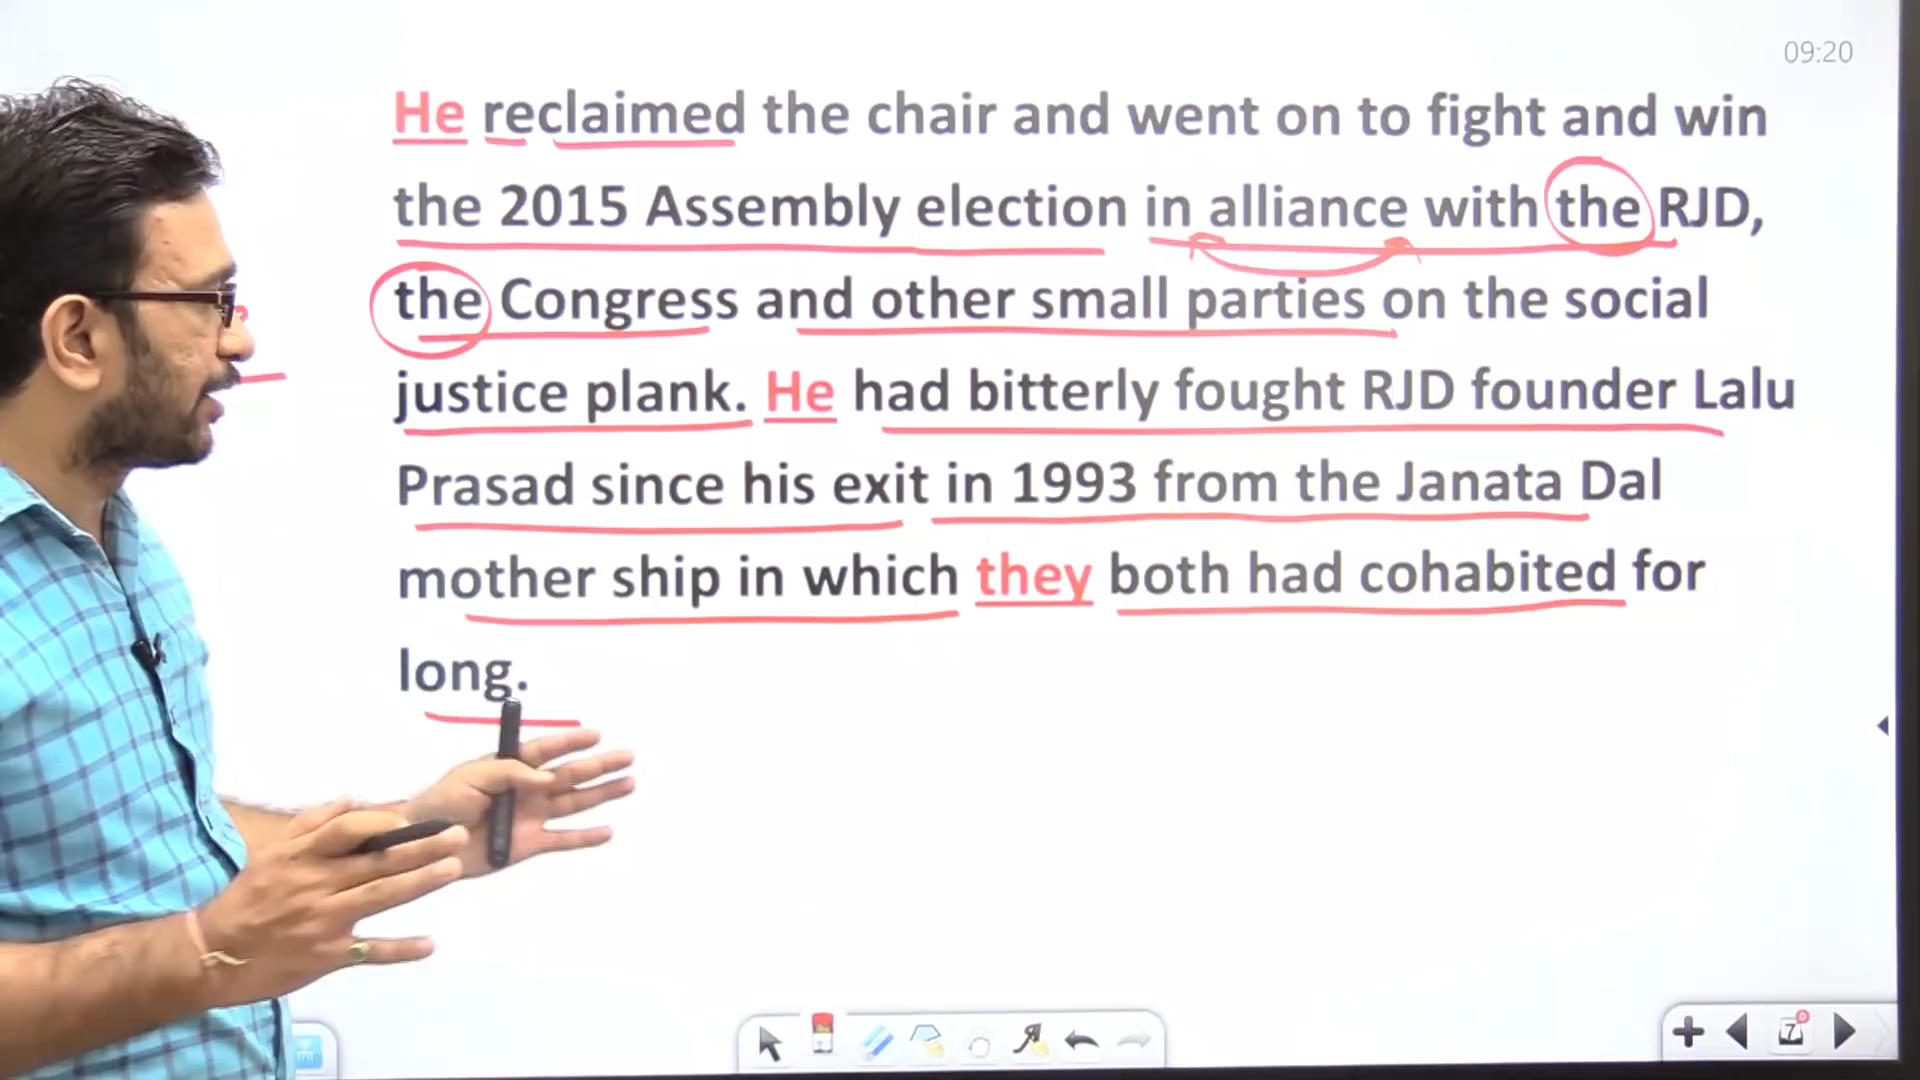 09:20
He reclaimed the chair and went on to fight and win
the 2015 Assembly election in alliance with the RJD,
the Congress and other small parties on the social
justice plank. He had bitterly fought RJD founder Lalu
Prasad since his exit in 1993 from the Janata Dal
mother ship in which they both had cohabited for
long.
7